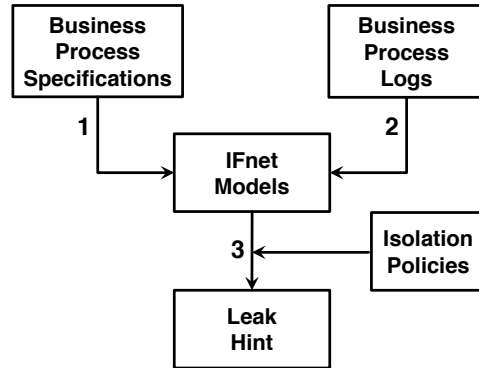 Business
Process
Specifications
Business
Process
Logs
1
2
IFnet
Models
3
Isolation
Policies
Leak
Hint